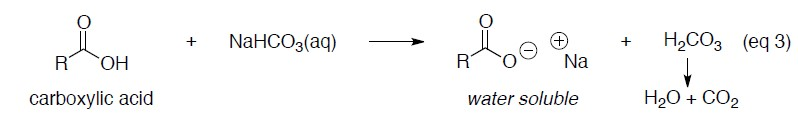 O O
R OH + NaHCO₃(aq) R O ⊖ ⊕ Na + H₂CO₃ (eq 3)
carboxylic acid water soluble H₂O + CO₂